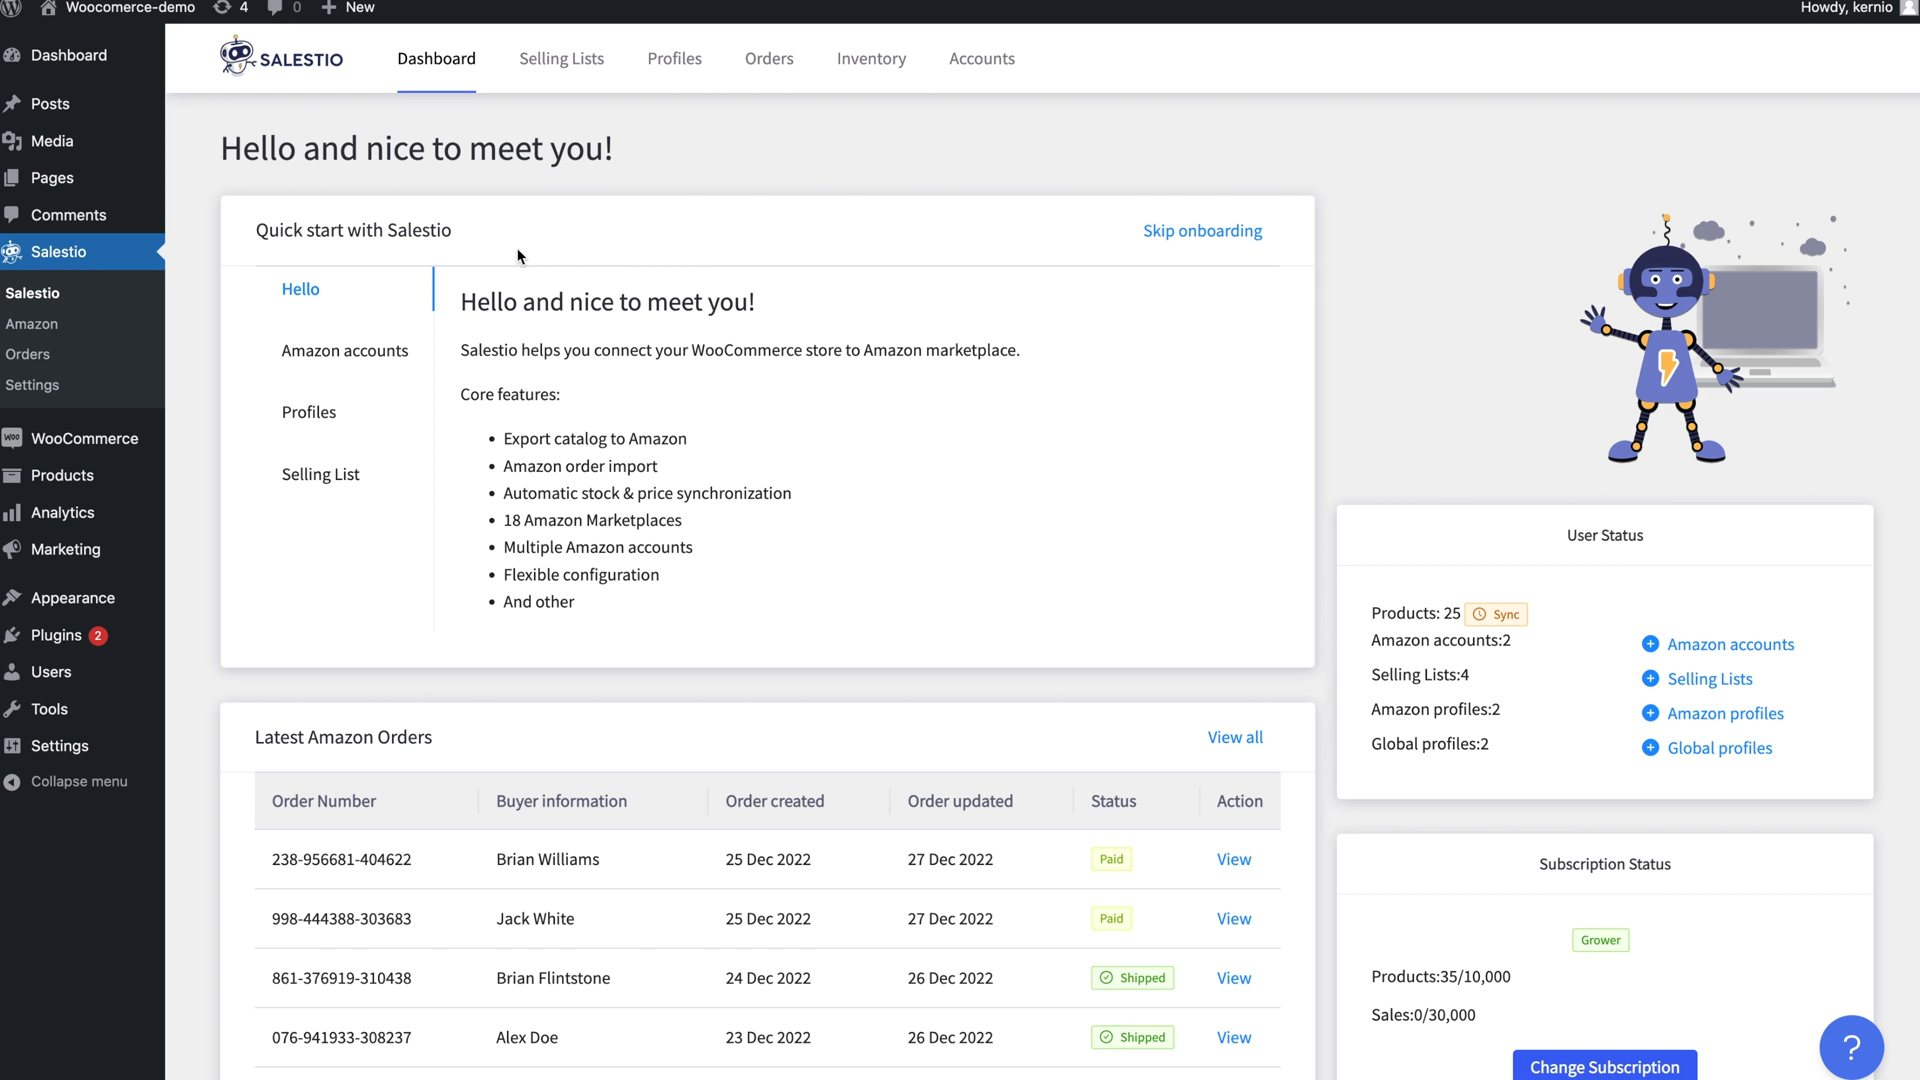 Woocomerce-demo 4 0 New Howdy, kernio
Dashboard
Posts
Media
Pages
Comments
Salestio
Salestio
Amazon
Orders
Settings
WooCommerce
Products
Analytics
Marketing
Appearance
Plugins 2
Users
Tools
Settings
Collapse menu
SALESTIO Dashboard Selling Lists Profiles Orders Inventory Accounts
Hello and nice to meet you!
Quick start with Salestio Skip onboarding
Hello
Amazon accounts
Profiles
Selling List
Hello and nice to meet you!
Salestio helps you connect your WooCommerce store to Amazon marketplace.
Core features:
• Export catalog to Amazon
• Amazon order import
• Automatic stock & price synchronization
• 18 Amazon Marketplaces
• Multiple Amazon accounts
• Flexible configuration
• And other
User Status
Products: 25 Sync
Amazon accounts:2 Amazon accounts
Selling Lists:4 Selling Lists
Amazon profiles:2 Amazon profiles
Global profiles:2 Global profiles
Latest Amazon Orders View all
Order Number Buyer information Order created Order updated Status Action
238-956681-404622 Brian Williams 25 Dec 2022 27 Dec 2022 Paid View
998-444388-303683 Jack White 25 Dec 2022 27 Dec 2022 Paid View
861-376919-310438 Brian Flintstone 24 Dec 2022 26 Dec 2022 Shipped View
076-941933-308237 Alex Doe 23 Dec 2022 26 Dec 2022 Shipped View
Subscription Status
Grower
Products:35/10,000
Sales:0/30,000
Change Subscription
?